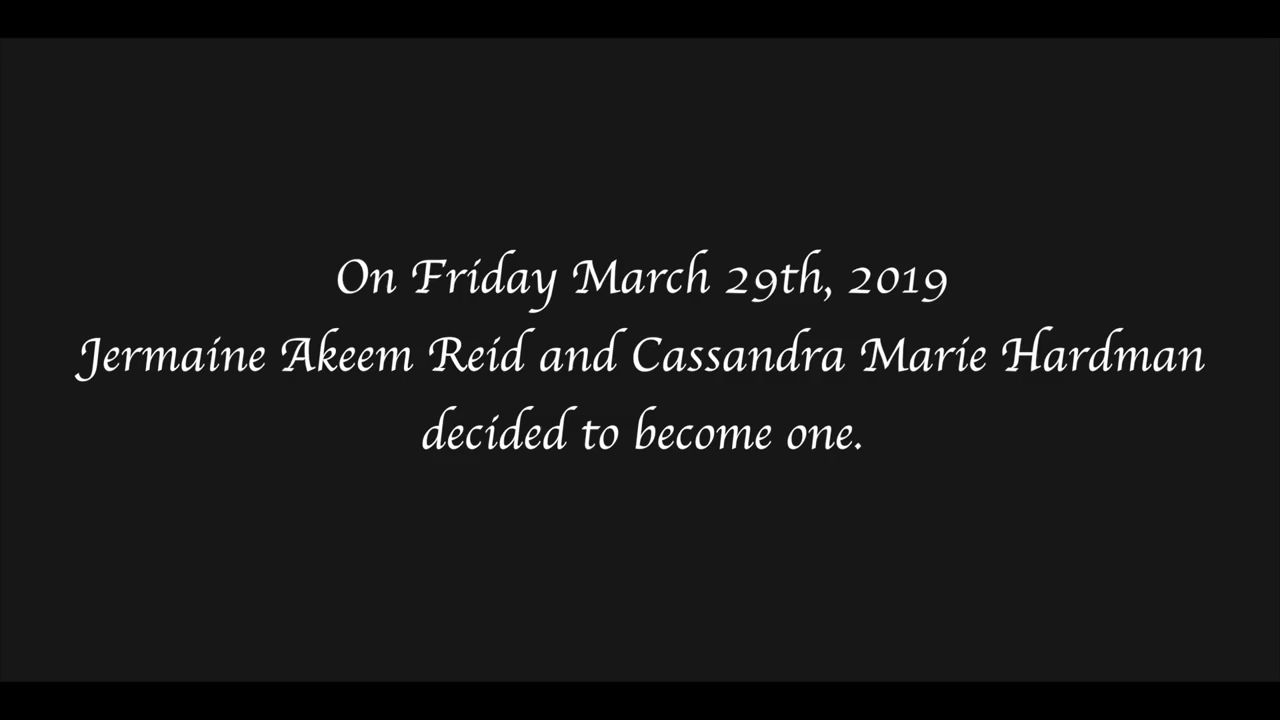 On Friday March 29th, 2019
Jermaine Akeem Reid and Cassandra Marie Hardman
decided to become one.